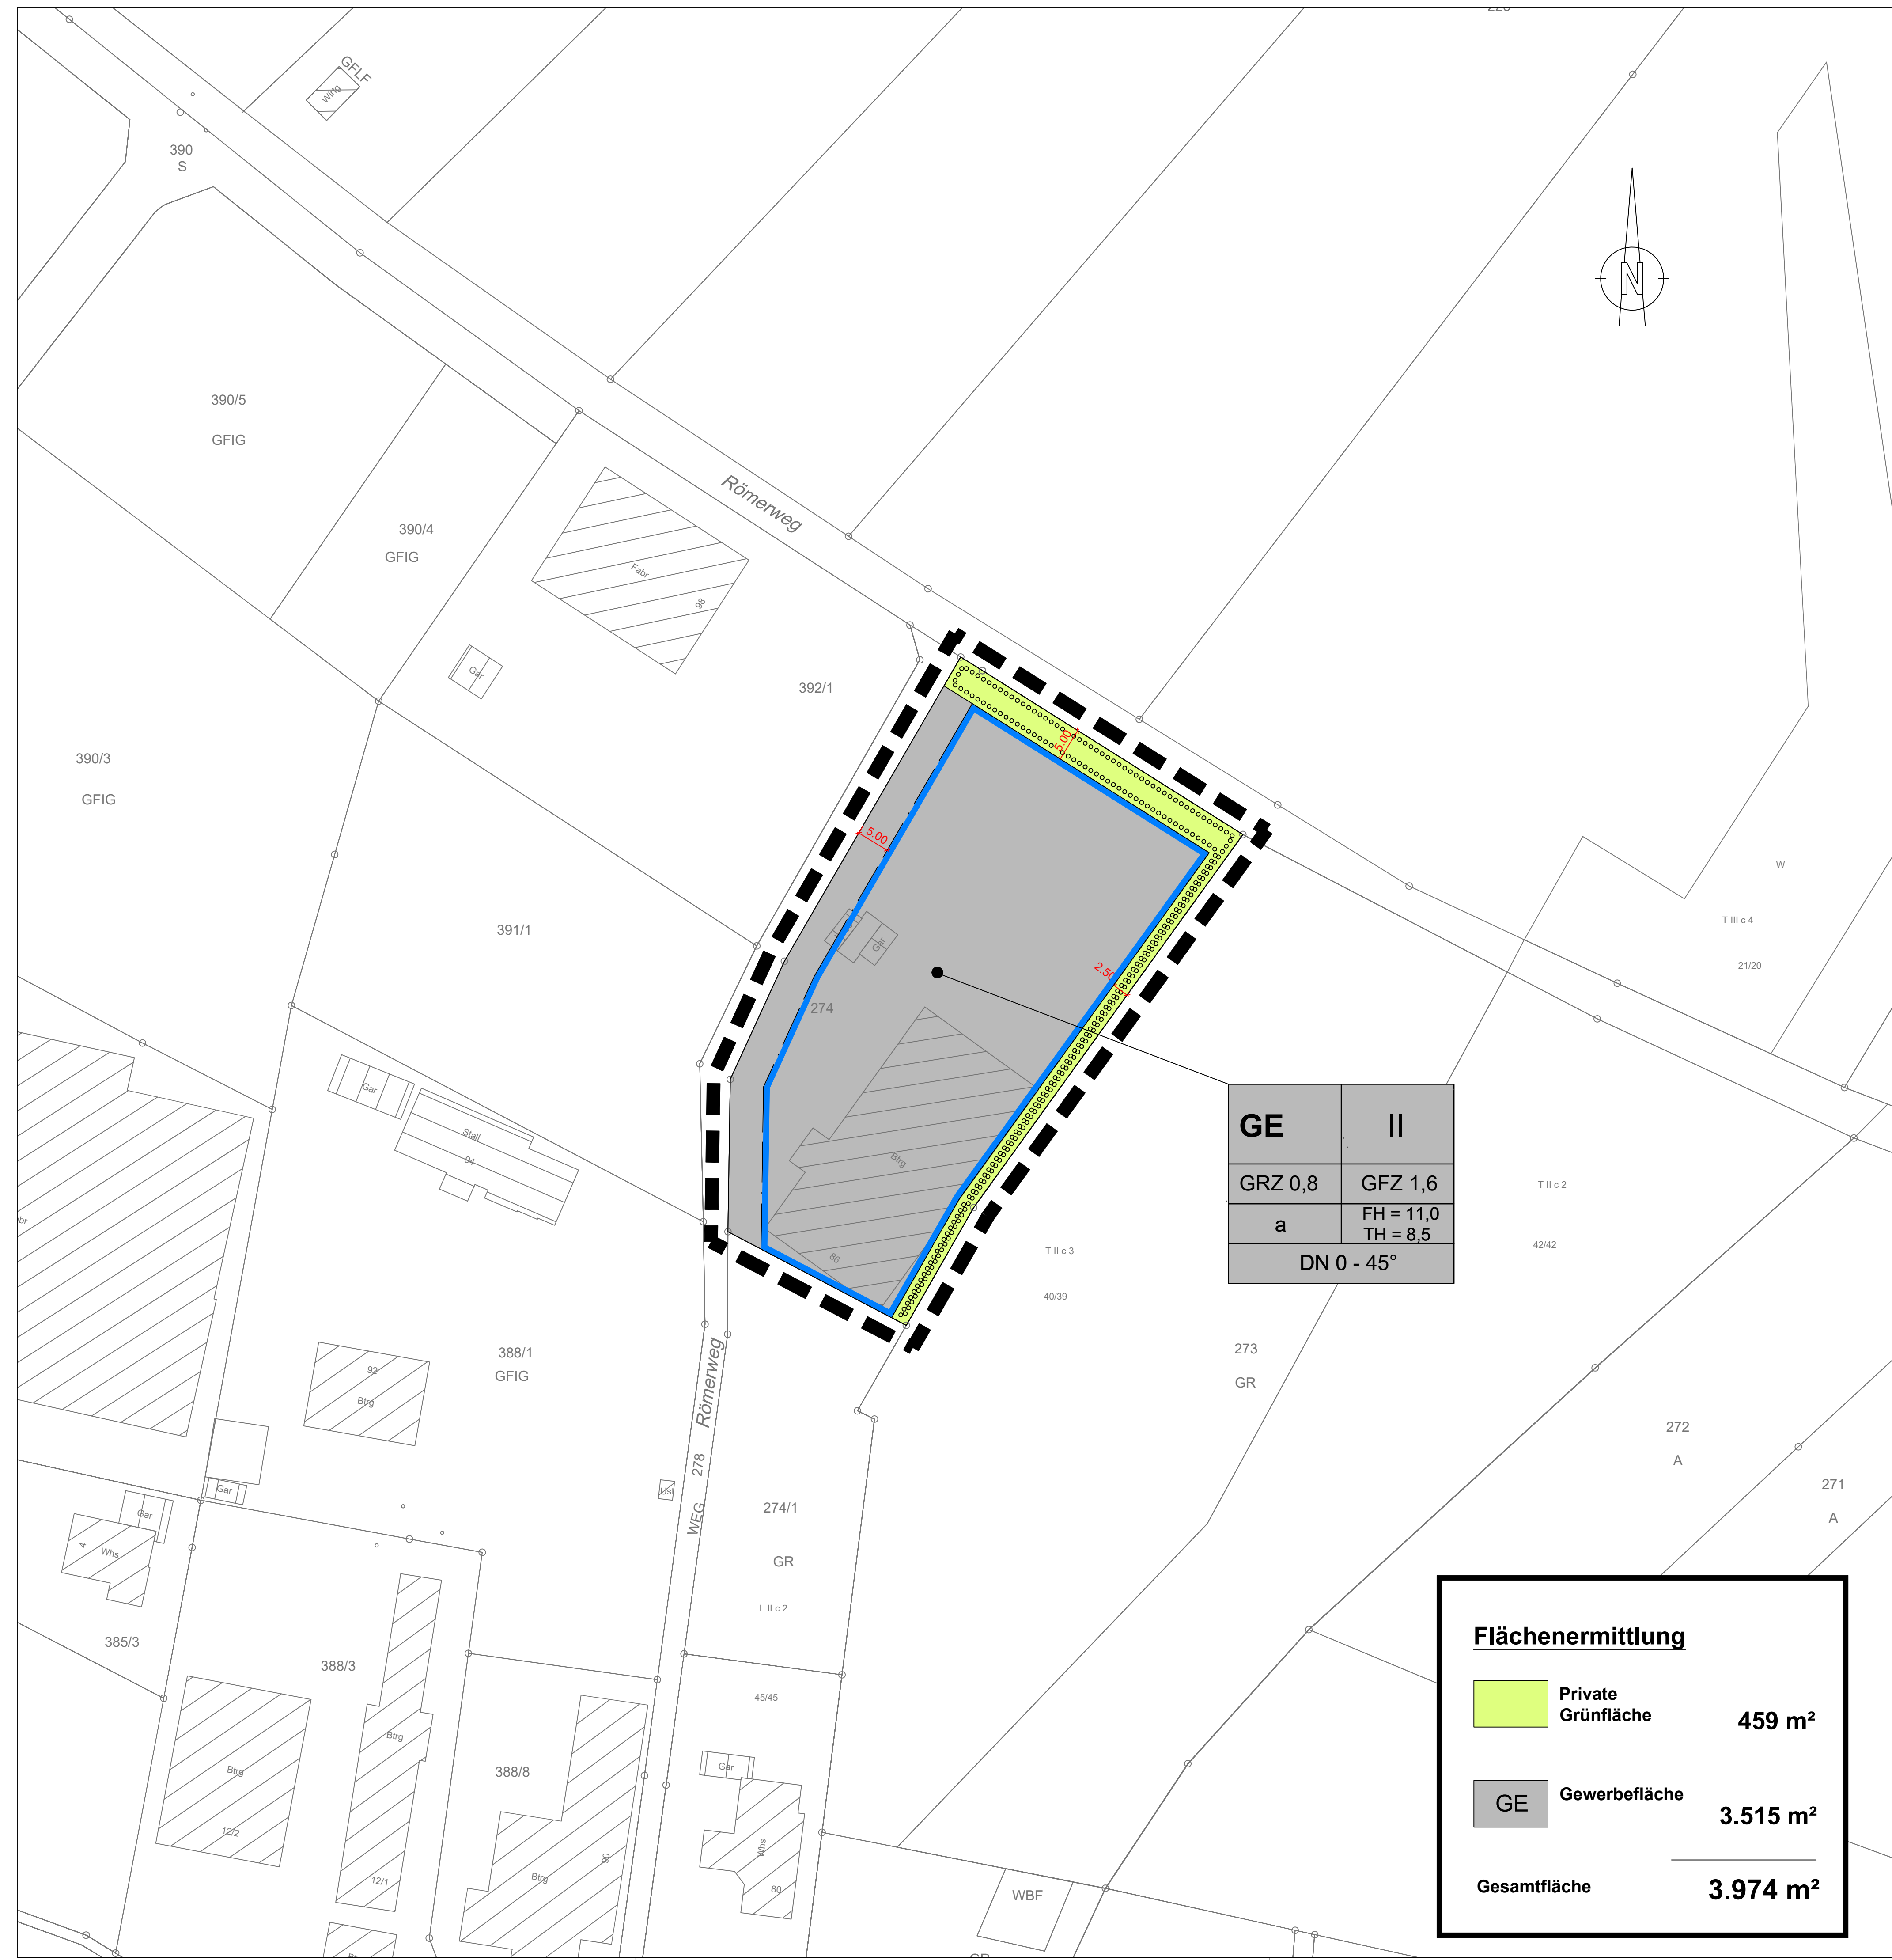 GFLF
Wirtg
390
S
390/5
GFIG
Römerweg
390/4
GFIG
Fabr
98
Gar
392/1
390/3
GFIG
N
5.00
5.00
W
T III c 4
21/20
391/1
Gar
2.50
274
Gar
Stall
94
Btrg
86
GE
II
GRZ 0,8
GFZ 1,6
a
FH = 11,0
TH = 8,5
DN 0 - 45°
T II c 2
42/42
T II c 3
40/39
388/1
GFIG
92
Btrg
Römerweg
273
GR
272
A
271
A
Gar
Gar
4
Whs
Ust
WEG 278
274/1
GR
L II c 2
385/3
388/3
45/45
Btrg
Btrg
12/2
12/1
388/8
Btrg
90
Gar
Whs
80
WBF
Flächenermittlung
Private
Grünfläche
459 m²
GE
Gewerbefläche
3.515 m²
Gesamtfläche
3.974 m²